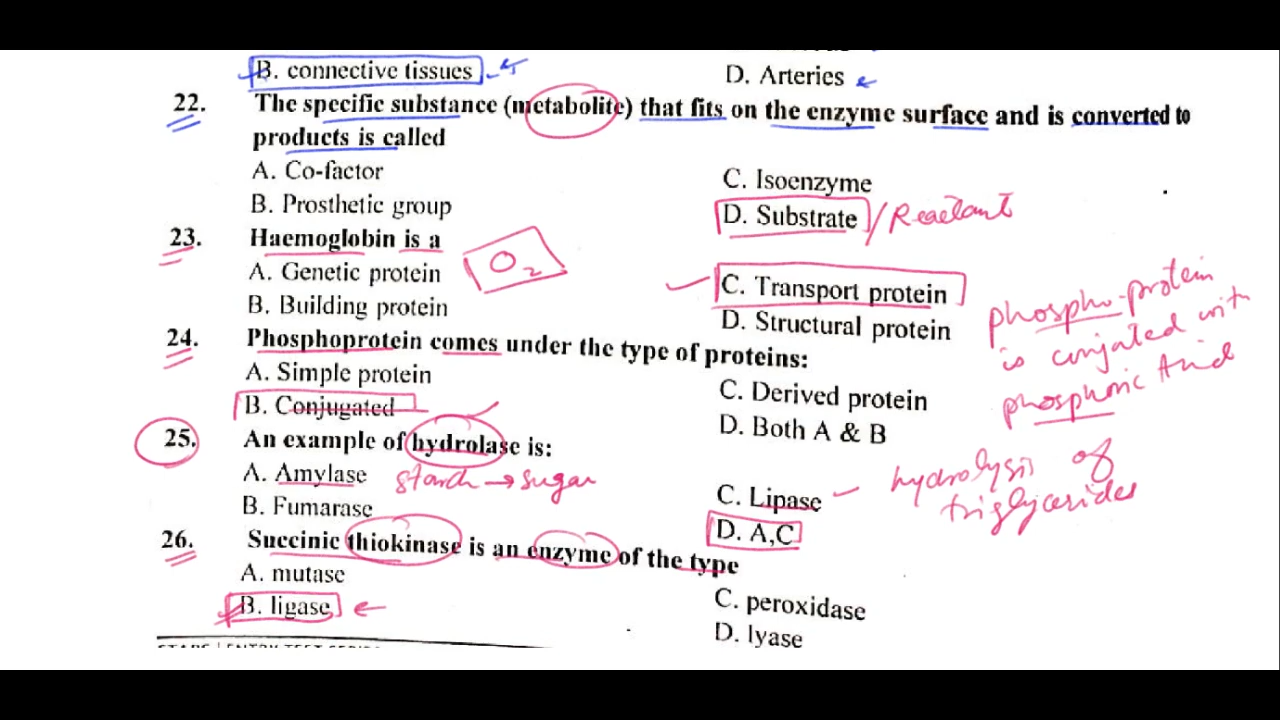 B. connective tissues
D. Arteries
22. The specific substance (metabolite) that fits on the enzyme surface and is converted to
products is called
A. Co-factor
C. Isoenzyme
B. Prosthetic group
D. Substrate / Reactant
23. Haemoglobin is a
O2
A. Genetic protein
C. Transport protein
B. Building protein
D. Structural protein
24. Phosphoprotein comes under the type of proteins:
A. Simple protein
C. Derived protein
B. Conjugated
D. Both A & B
phospho-protein
is conjated with
phosphoric Acid
25. An example of hydrolase is:
A. Amylase starch → sugar
C. Lipase - hydrolysis of
triglycerides
B. Fumarase
D. A,C
26. Succinic thiokinase is an enzyme of the type
A. mutase
C. peroxidase
B. ligase
D. lyase